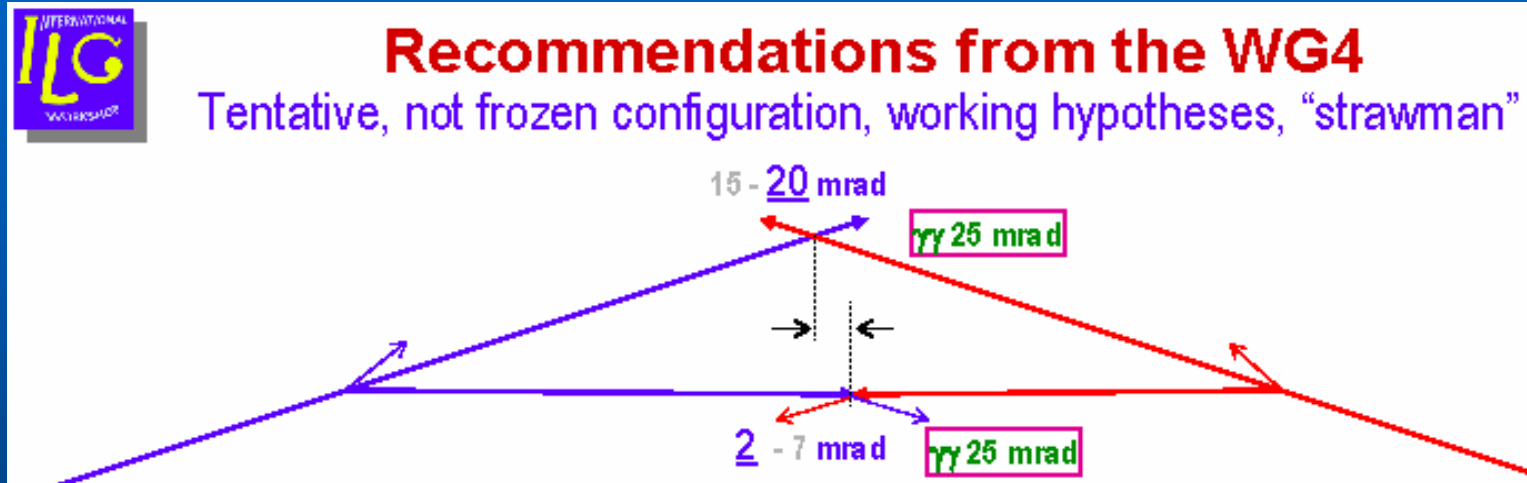 INTERNATIONAL
ILC
WORKSHOP
Recommendations from the WG4
Tentative, not frozen configuration, working hypotheses, “strawman”
15 - 20 mrad
γγ 25 mrad
2 - 7 mrad
γγ 25 mrad